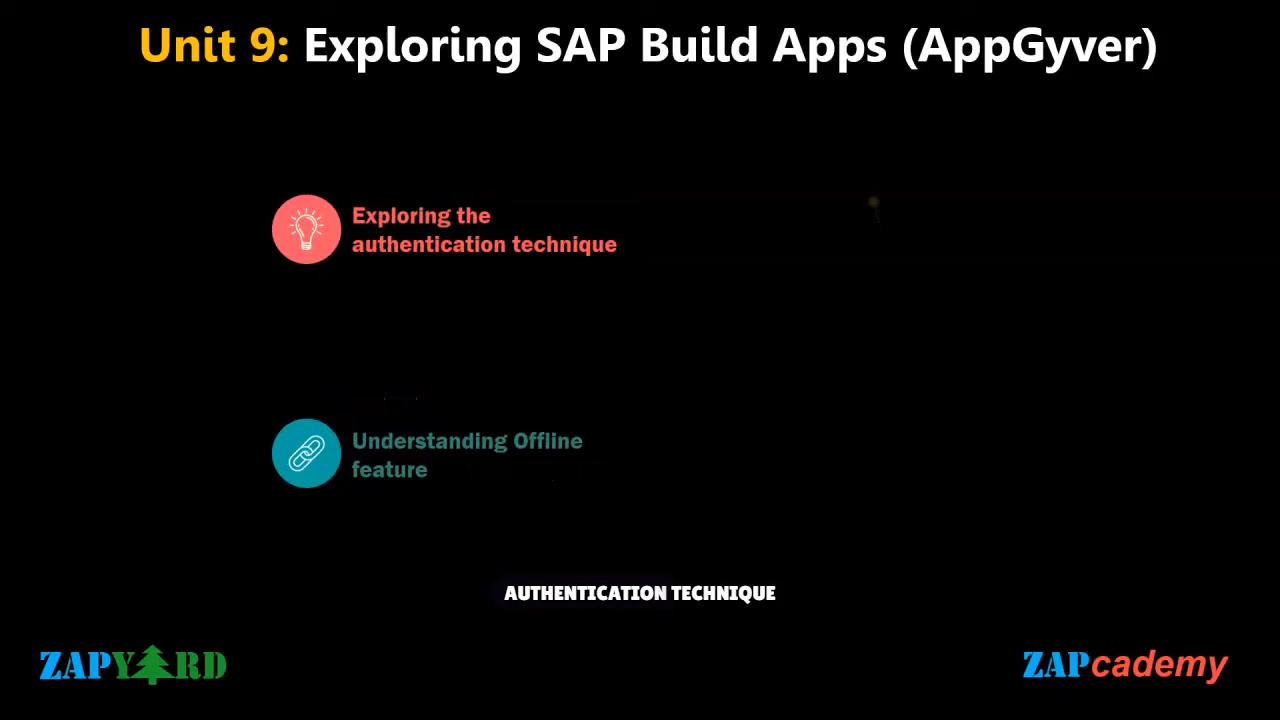 Unit 9: Exploring SAP Build Apps (AppGyver)
Exploring the
authentication technique
Understanding Offline
feature
AUTHENTICATION TECHNIQUE
ZAPYARD
ZAPcademy